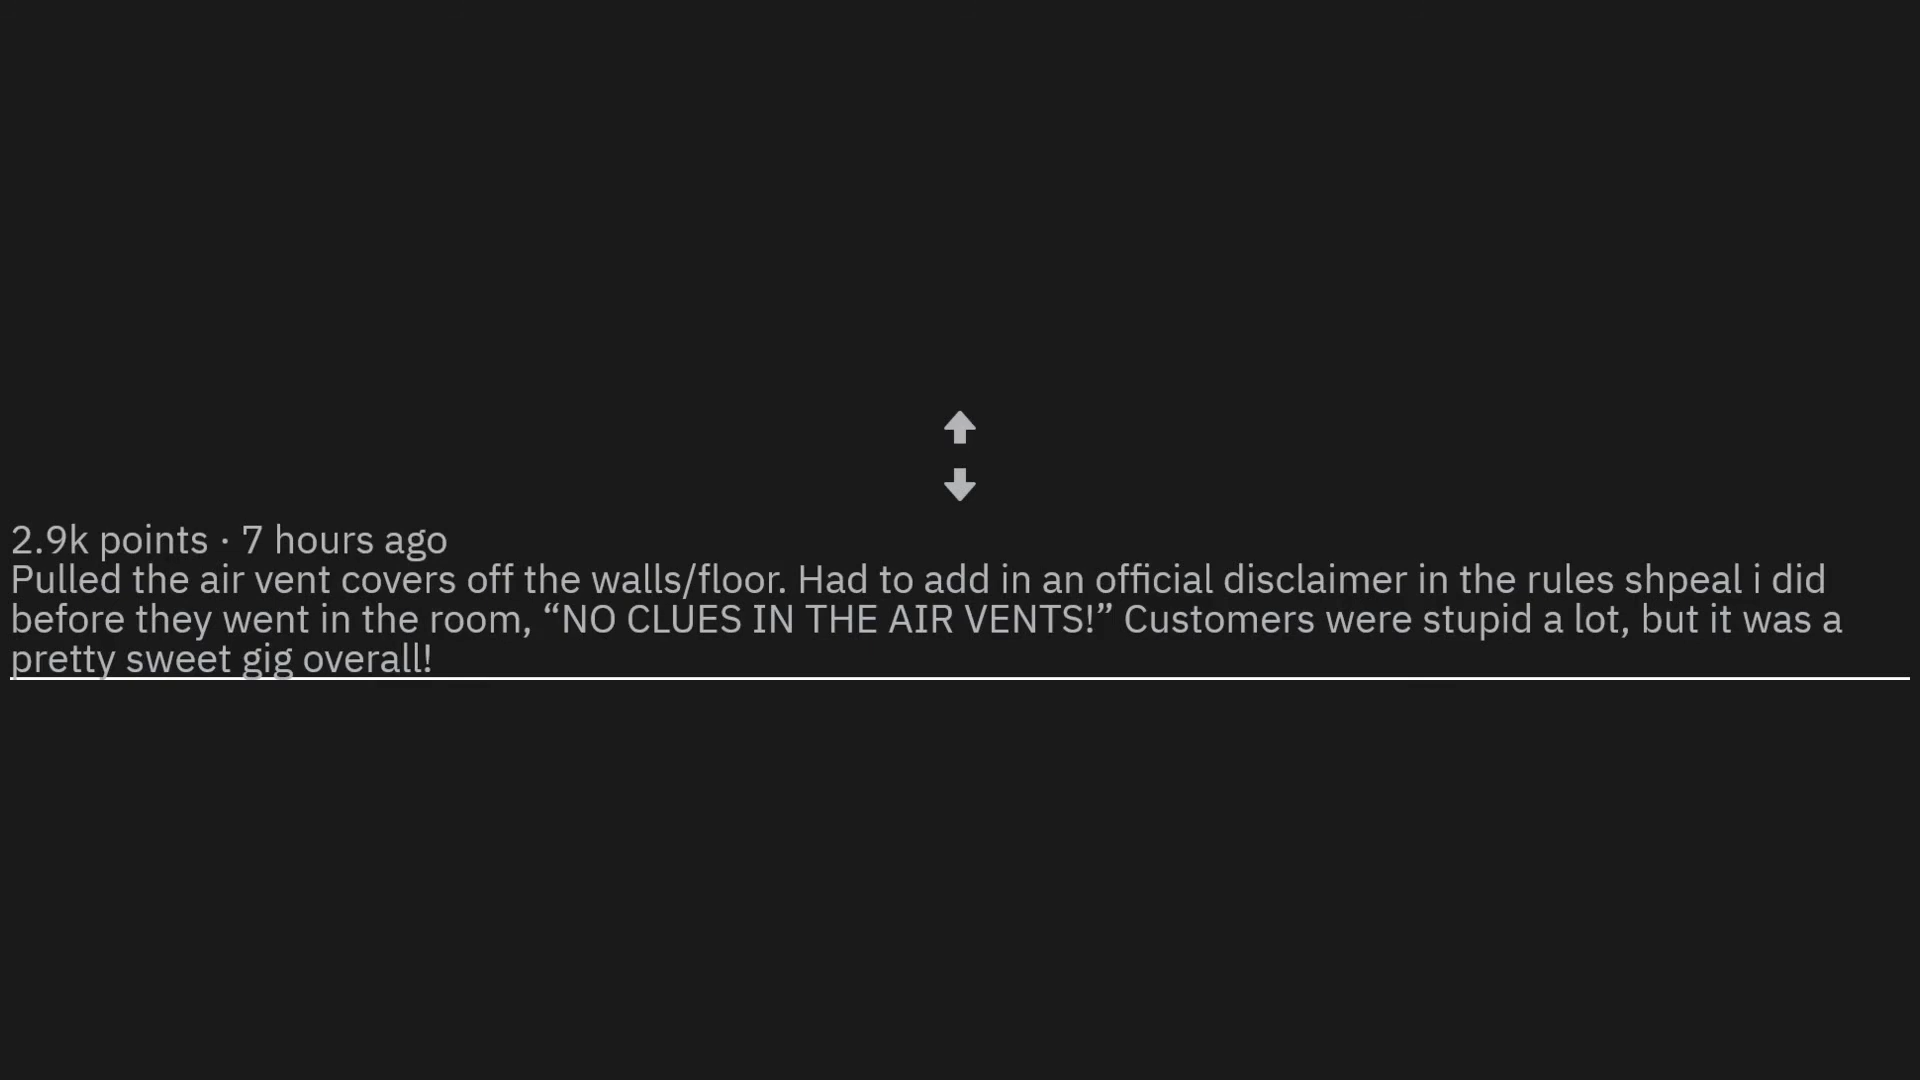 2.9k points · 7 hours ago
Pulled the air vent covers off the walls/floor. Had to add in an official disclaimer in the rules shpeal i did
before they went in the room, “NO CLUES IN THE AIR VENTS!” Customers were stupid a lot, but it was a
pretty sweet gig overall!